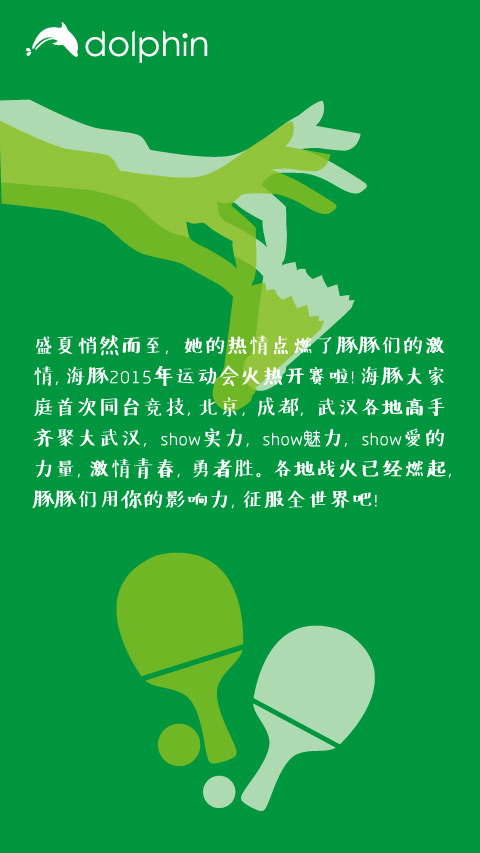 dolphin
盛夏悄然而至，她的热情点燃了豚豚们的激
情，海豚2015年运动会火热开赛啦！海豚大家
庭首次同台竞技，北京，成都，武汉各地高手
齐聚大武汉，show实力，show魅力，show愛的
力量，激情青春，勇者胜。各地战火已经燃起，
豚豚们用你的影响力，征服全世界吧！